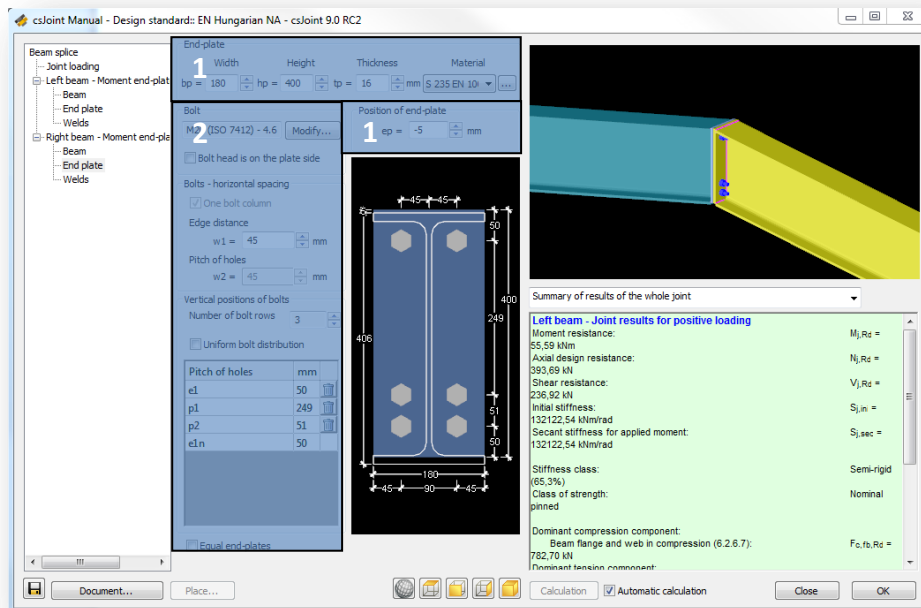 csJoint Manual - Design standard:: EN Hungarian NA - csJoint 9.0 RC2
Beam splice
Joint loading
Left beam - Moment end-plat
Beam
End plate
Welds
Right beam - Moment end-pla
Beam
End plate
Welds
End-plate
1
Width Height Thickness Material
bp = 180 hp = 400 tp = 16 mm S 235 EN 10 ...
Bolt
2
(ISO 7412) - 4.6 Modify...
Bolt head is on the plate side
Bolts - horizontal spacing
One bolt column
Edge distance
w1 = 45 mm
Pitch of holes
w2 = 45 mm
Vertical positions of bolts
Number of bolt rows 3
Uniform bolt distribution
Pitch of holes mm
e1 50
p1 249
p2 51
e1n 50
Equal end-plates
Position of end-plate
1 ep = -5 mm
45 45
50
400
249
406
51
50
180
45 90 45
Summary of results of the whole joint
Left beam - Joint results for positive loading
Moment resistance: Mj,Rd =
55,59 kNm
Axial design resistance: Nj,Rd =
393,69 kN
Shear resistance: Vj,Rd =
236,92 kN
Initial stiffness: Sj,ini =
132122,54 kNm/rad
Secant stiffness for applied moment: Sj,sec =
132122,54 kNm/rad
Stiffness class: Semi-rigid
(65,3%)
Class of strength: Nominal
pinned
Dominant compression component:
Beam flange and web in compression (6.2.6.7): Fc,fb,Rd =
782,70 kN
Dominant tension component:
Document... Place... Calculation Automatic calculation Close OK